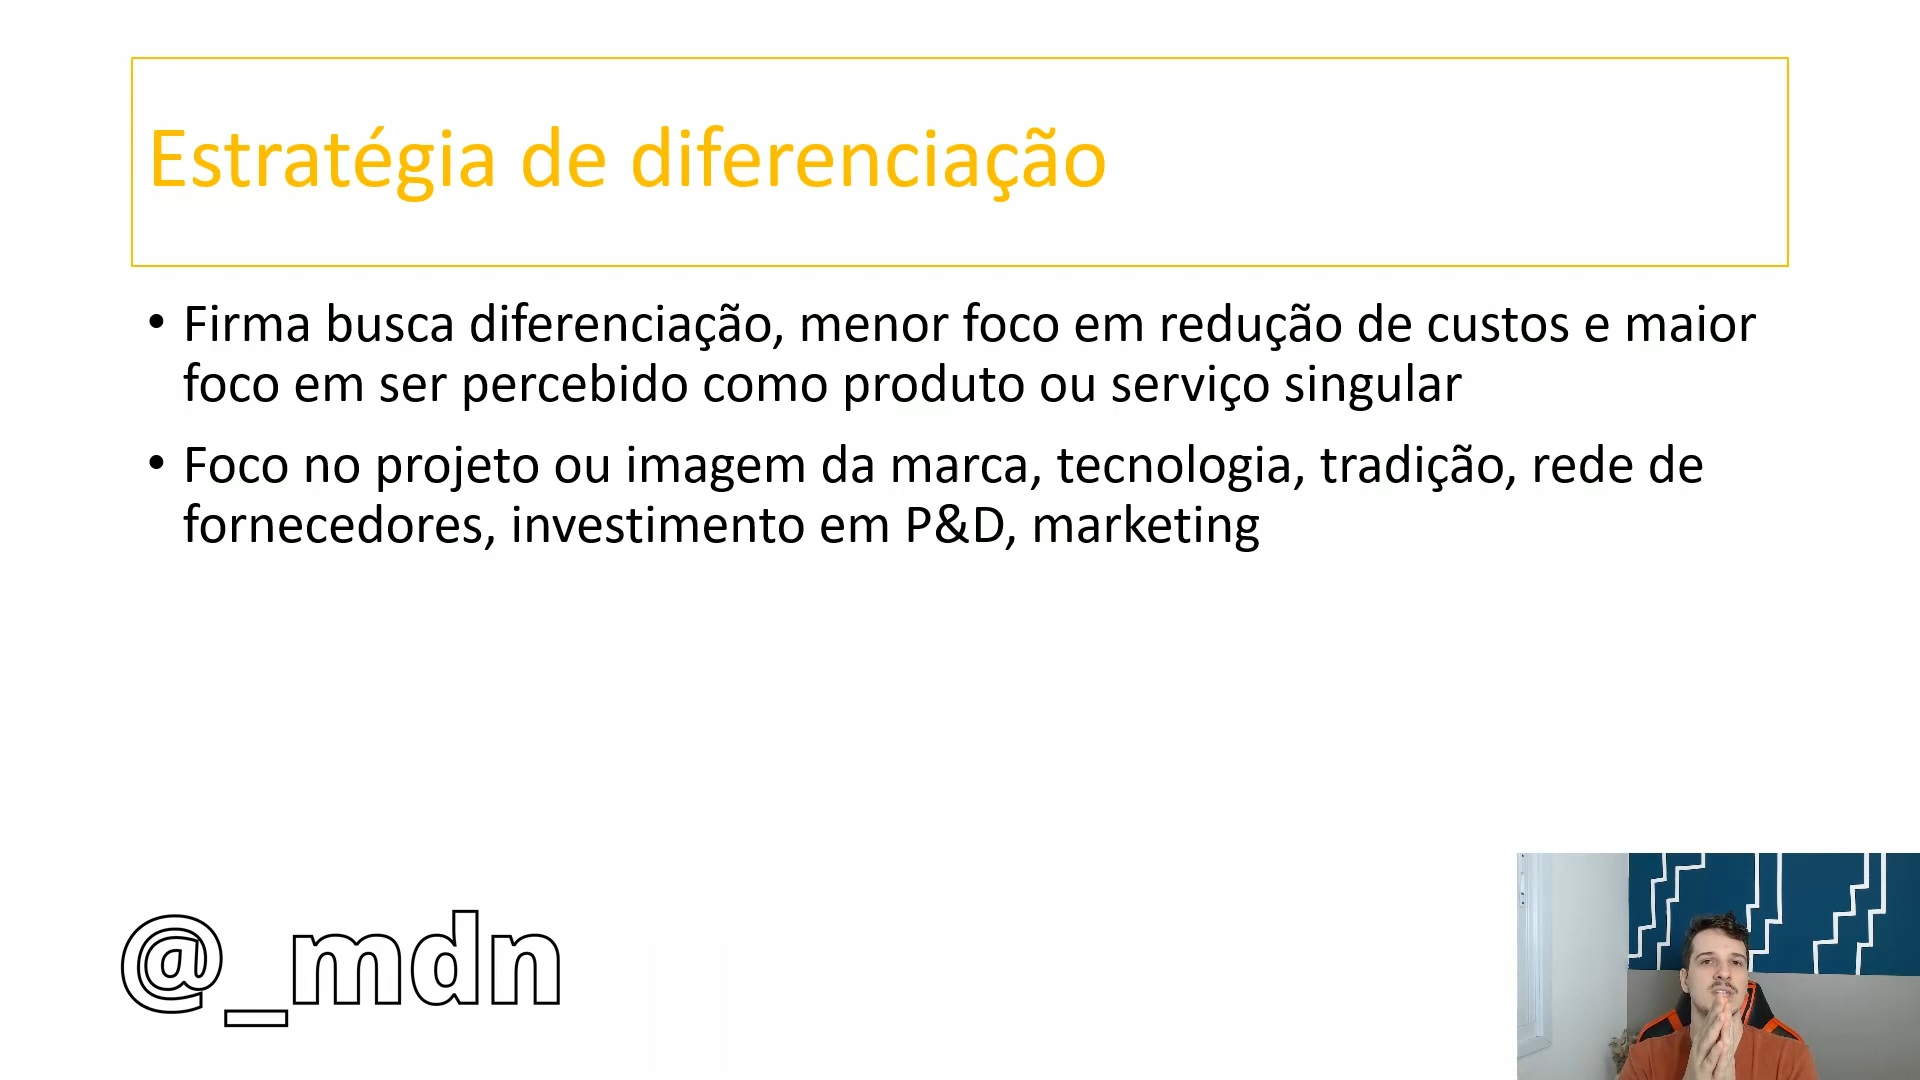 Estratégia de diferenciação
• Firma busca diferenciação, menor foco em redução de custos e maior
foco em ser percebido como produto ou serviço singular
• Foco no projeto ou imagem da marca, tecnologia, tradição, rede de
fornecedores, investimento em P&D, marketing
@_mdn